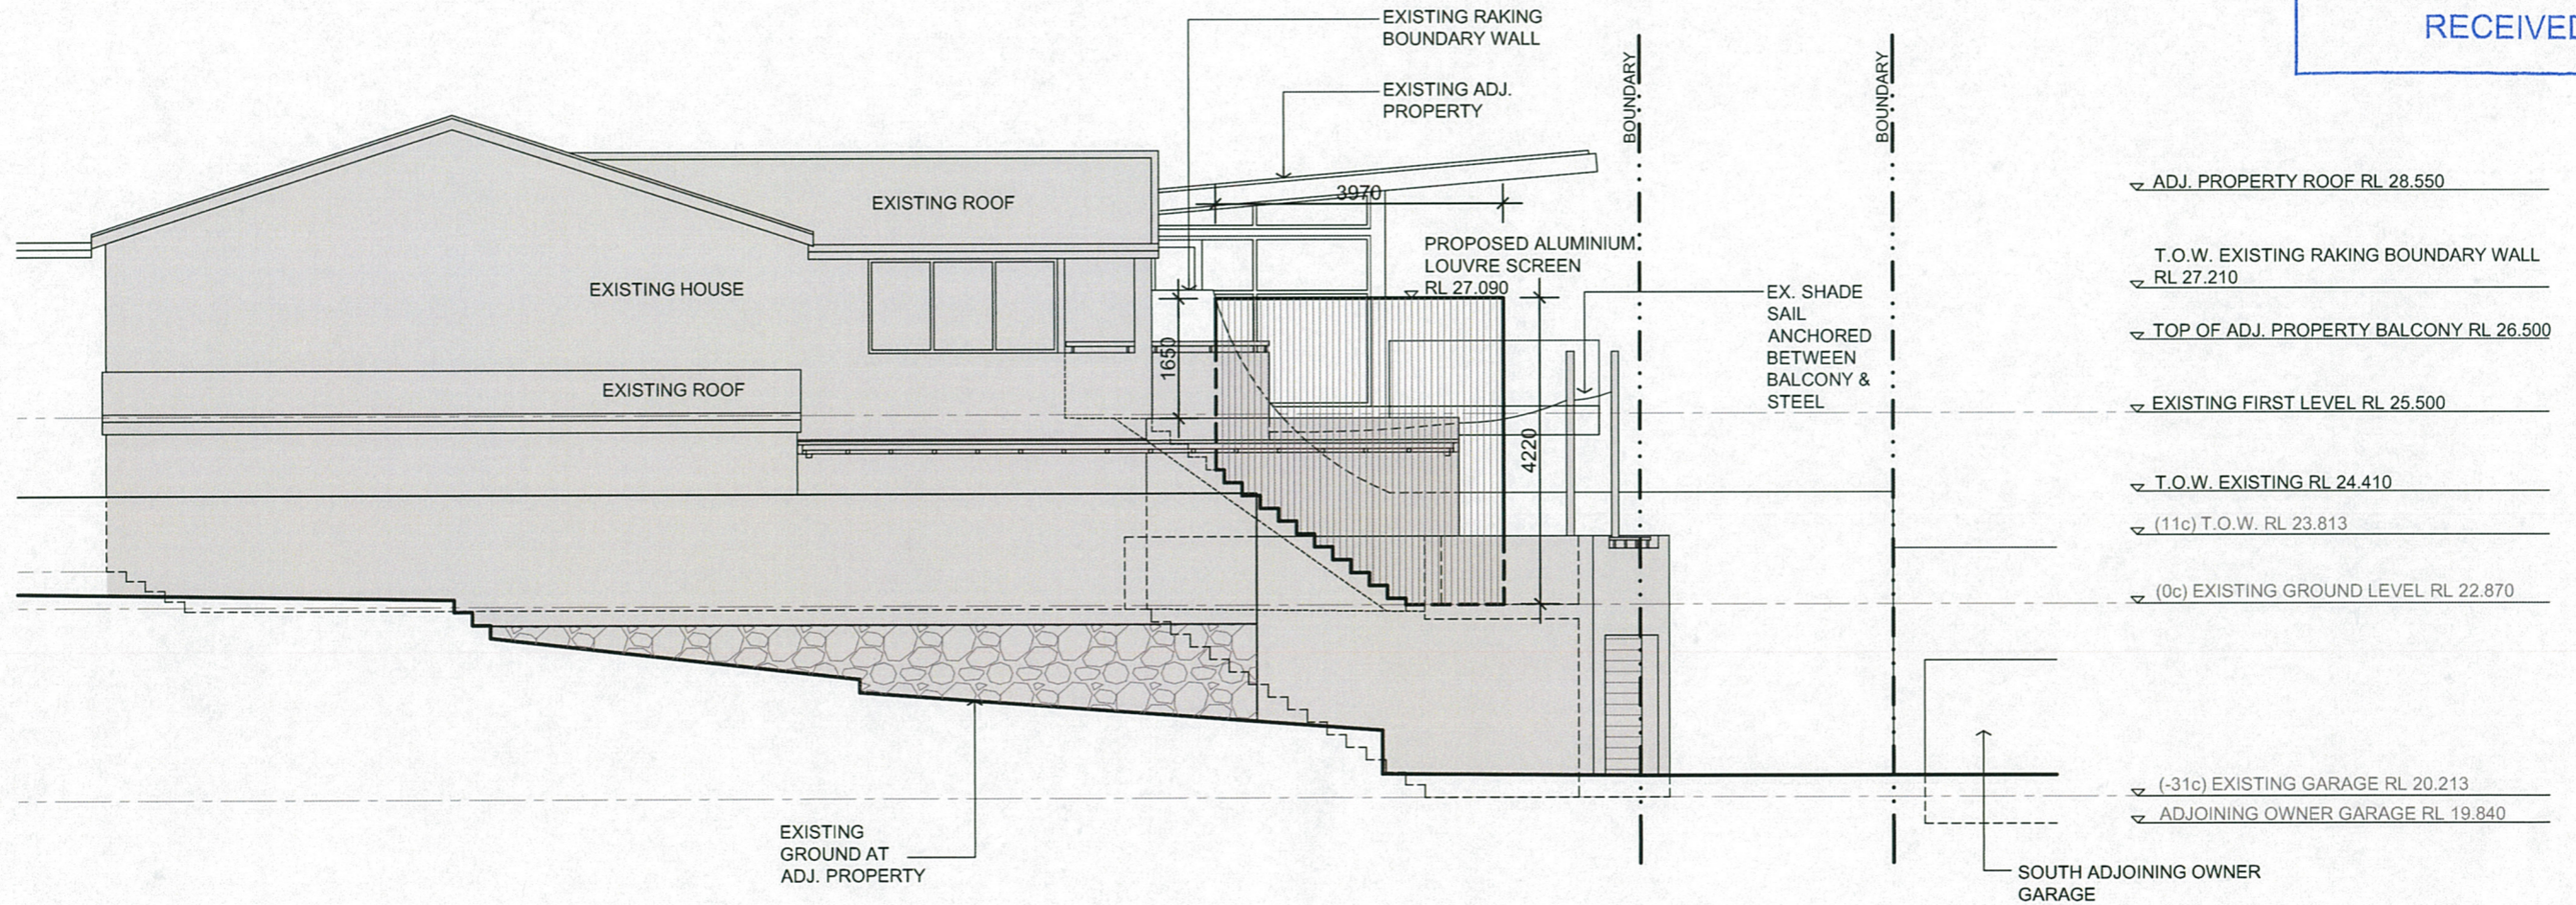 EXISTING RAKING
BOUNDARY WALL
RECEIVED
EXISTING ADJ.
PROPERTY
BOUNDARY
BOUNDARY
EXISTING ROOF
3970
ADJ. PROPERTY ROOF RL 28.550
PROPOSED ALUMINIUM
LOUVRE SCREEN
RL 27.090
T.O.W. EXISTING RAKING BOUNDARY WALL
RL 27.210
EXISTING HOUSE
EX. SHADE
SAIL
ANCHORED
BETWEEN
BALCONY &
STEEL
TOP OF ADJ. PROPERTY BALCONY RL 26.500
1650
EXISTING ROOF
EXISTING FIRST LEVEL RL 25.500
4220
T.O.W. EXISTING RL 24.410
(11c) T.O.W. RL 23.813
(0c) EXISTING GROUND LEVEL RL 22.870
(-31c) EXISTING GARAGE RL 20.213
ADJOINING OWNER GARAGE RL 19.840
EXISTING
GROUND AT
ADJ. PROPERTY
SOUTH ADJOINING OWNER
GARAGE